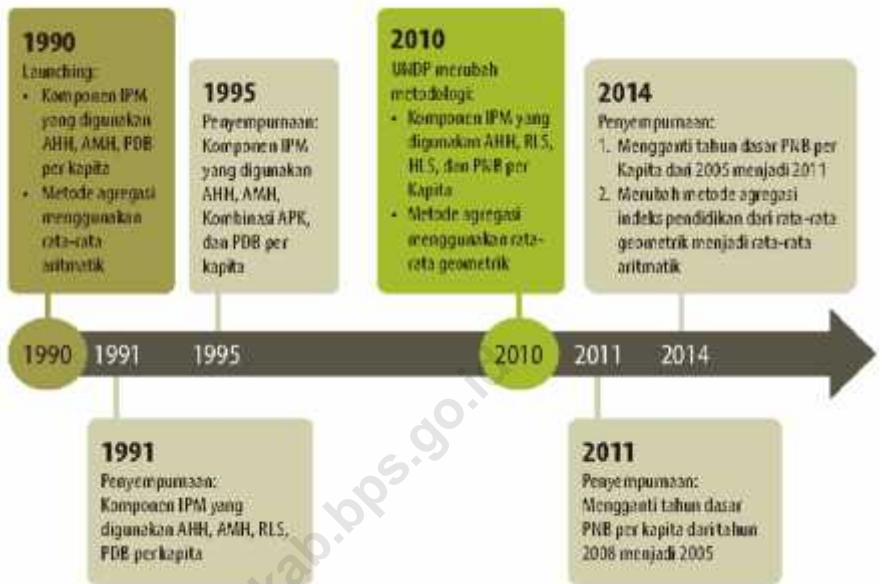 1990
Launching:
• Komponen IPM
yang digunakan
AHH, AMH, PDB
per kapita
• Metode agregasi
menggunakan
rata-rata
aritmatik
1995
Penyempurnaan:
Komponen IPM
yang digunakan
AHH, AMH,
Kombinasi APK,
dan PDB per
kapita
2010
UNDP merubah
metodologi:
• Komponen IPM yang
digunakan AHH, RLS,
HLS, dan PNB per
Kapita
• Metode agregasi
menggunakan rata-
rata geometrik
2014
Penyempurnaan:
1. Mengganti tahun dasar PNB per
Kapita dari 2005 menjadi 2011
2. Merubah metode agregasi
indeks pendidikan dari rata-rata
geometrik menjadi rata-rata
aritmatik
1990 1991 1995 2010 2011 2014
1991
Penyempurnaan:
Komponen IPM yang
digunakan AHH, AMH, RLS,
PDB per kapita
2011
Penyempurnaan:
Mengganti tahun dasar
PNB per kapita dari tahun
2008 menjadi 2005
kab.bps.go.id